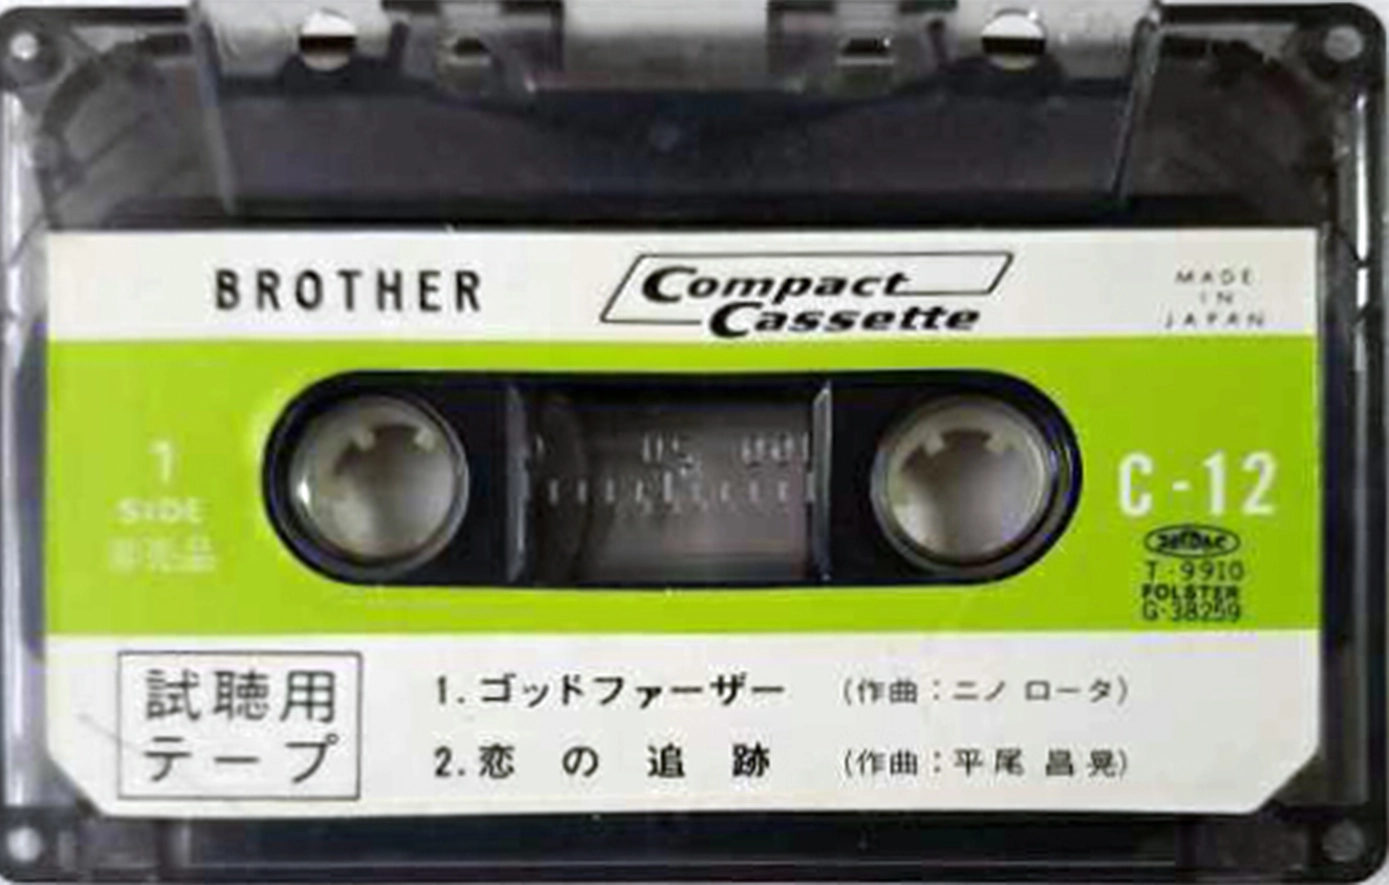 BROTHER
Compact
Cassette
MADE
IN
JAPAN
1
SIDE
非売品
C-12
T-9910
POLSTER
G-38259
試聴用
テープ
1.ゴッドファーザー (作曲:ニノ ロータ)
2.恋の追跡 (作曲:平尾昌晃)